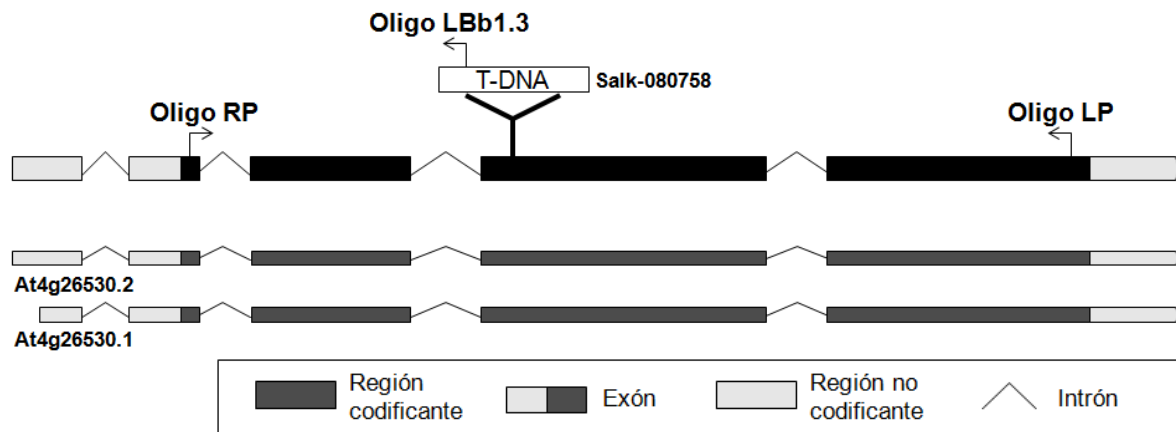 Oligo LBb1.3
T-DNA
Salk-080758
Oligo RP
Oligo LP
At4g26530.2
At4g26530.1
Región
codificante
Exón
Región no
codificante
Intrón